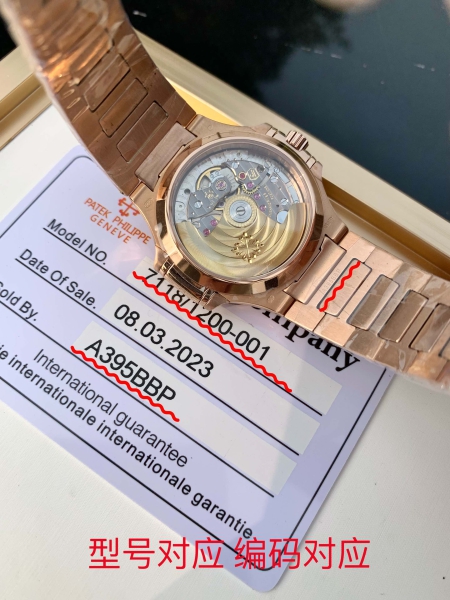 PATEK PHILIPPE
GENEVE
Model NO.
7118/1200-001
Date Of Sale.
08.03.2023
Sold By.
A395BBP
International guarantee
internationale internationale garantie.
型号对应 编码对应